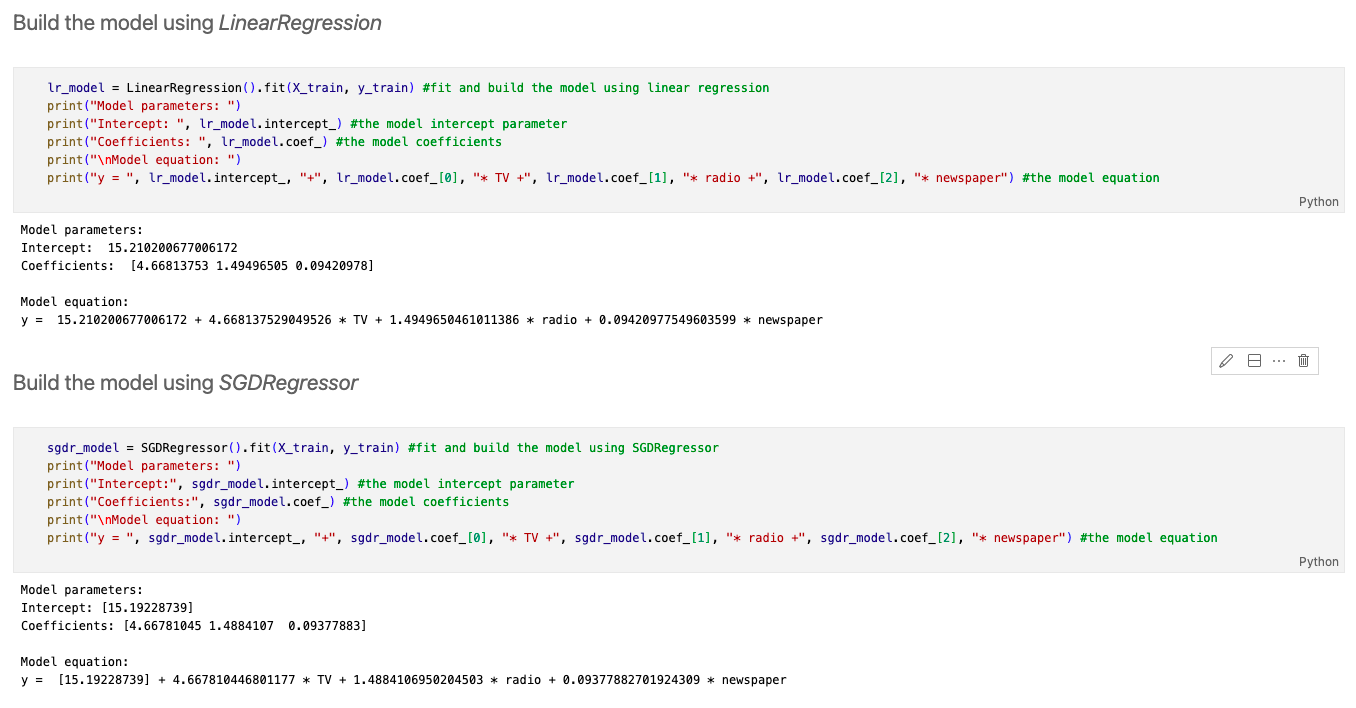 Build the model using LinearRegression
lr_model = LinearRegression().fit(X_train, y_train) #fit and build the model using linear regression
print("Model parameters: ")
print("Intercept: ", lr_model.intercept_) #the model intercept parameter
print("Coefficients: ", lr_model.coef_) #the model coefficients
print("\nModel equation: ")
print("y = ", lr_model.intercept_, "+", lr_model.coef_[0], "* TV +", lr_model.coef_[1], "* radio +", lr_model.coef_[2], "* newspaper") #the model equation
Python
Model parameters:
Intercept:  15.210200677006172
Coefficients:  [4.66813753 1.49496505 0.09420978]
Model equation:
y =  15.210200677006172 + 4.668137529049526 * TV + 1.4949650461011386 * radio + 0.09420977549603599 * newspaper
Build the model using SGDRegressor
sgdr_model = SGDRegressor().fit(X_train, y_train) #fit and build the model using SGDRegressor
print("Model parameters: ")
print("Intercept:", sgdr_model.intercept_) #the model intercept parameter
print("Coefficients:", sgdr_model.coef_) #the model coefficients
print("\nModel equation: ")
print("y = ", sgdr_model.intercept_, "+", sgdr_model.coef_[0], "* TV +", sgdr_model.coef_[1], "* radio +", sgdr_model.coef_[2], "* newspaper") #the model equation
Python
Model parameters:
Intercept: [15.19228739]
Coefficients: [4.66781045 1.4884107  0.09377883]
Model equation:
y =  [15.19228739] + 4.667810446801177 * TV + 1.4884106950204503 * radio + 0.09377882701924309 * newspaper